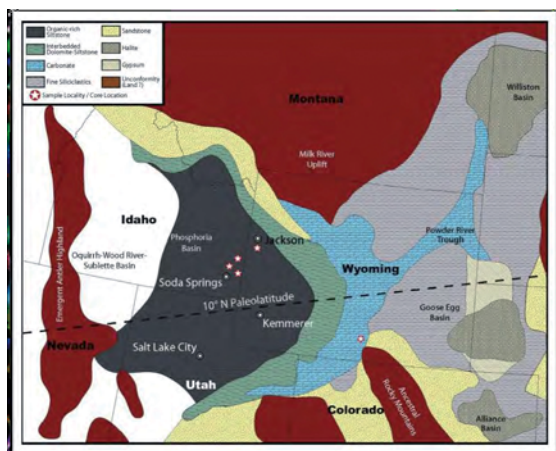 Organic-rich
Siltstone
Interbedded
Dolomite-Siltstone
Carbonate
Fine Siliciclastics
Sandstone
Halite
Gypsum
Unconformity
(Land ?)
Sample Locality / Core Location
Montana
Williston
Basin
Milk River
Uplift
Idaho
Phosphoria
Basin
Jackson
Oquirrh-Wood River-
Sublette Basin
Emergent Antler Highland
Soda Springs
Wyoming
Powder River
Trough
10° N Paleolatitude
Kemmerer
Goose Egg
Basin
Nevada
Salt Lake City
Utah
Colorado
Ancestral
Rocky Mountains
Alliance
Basin